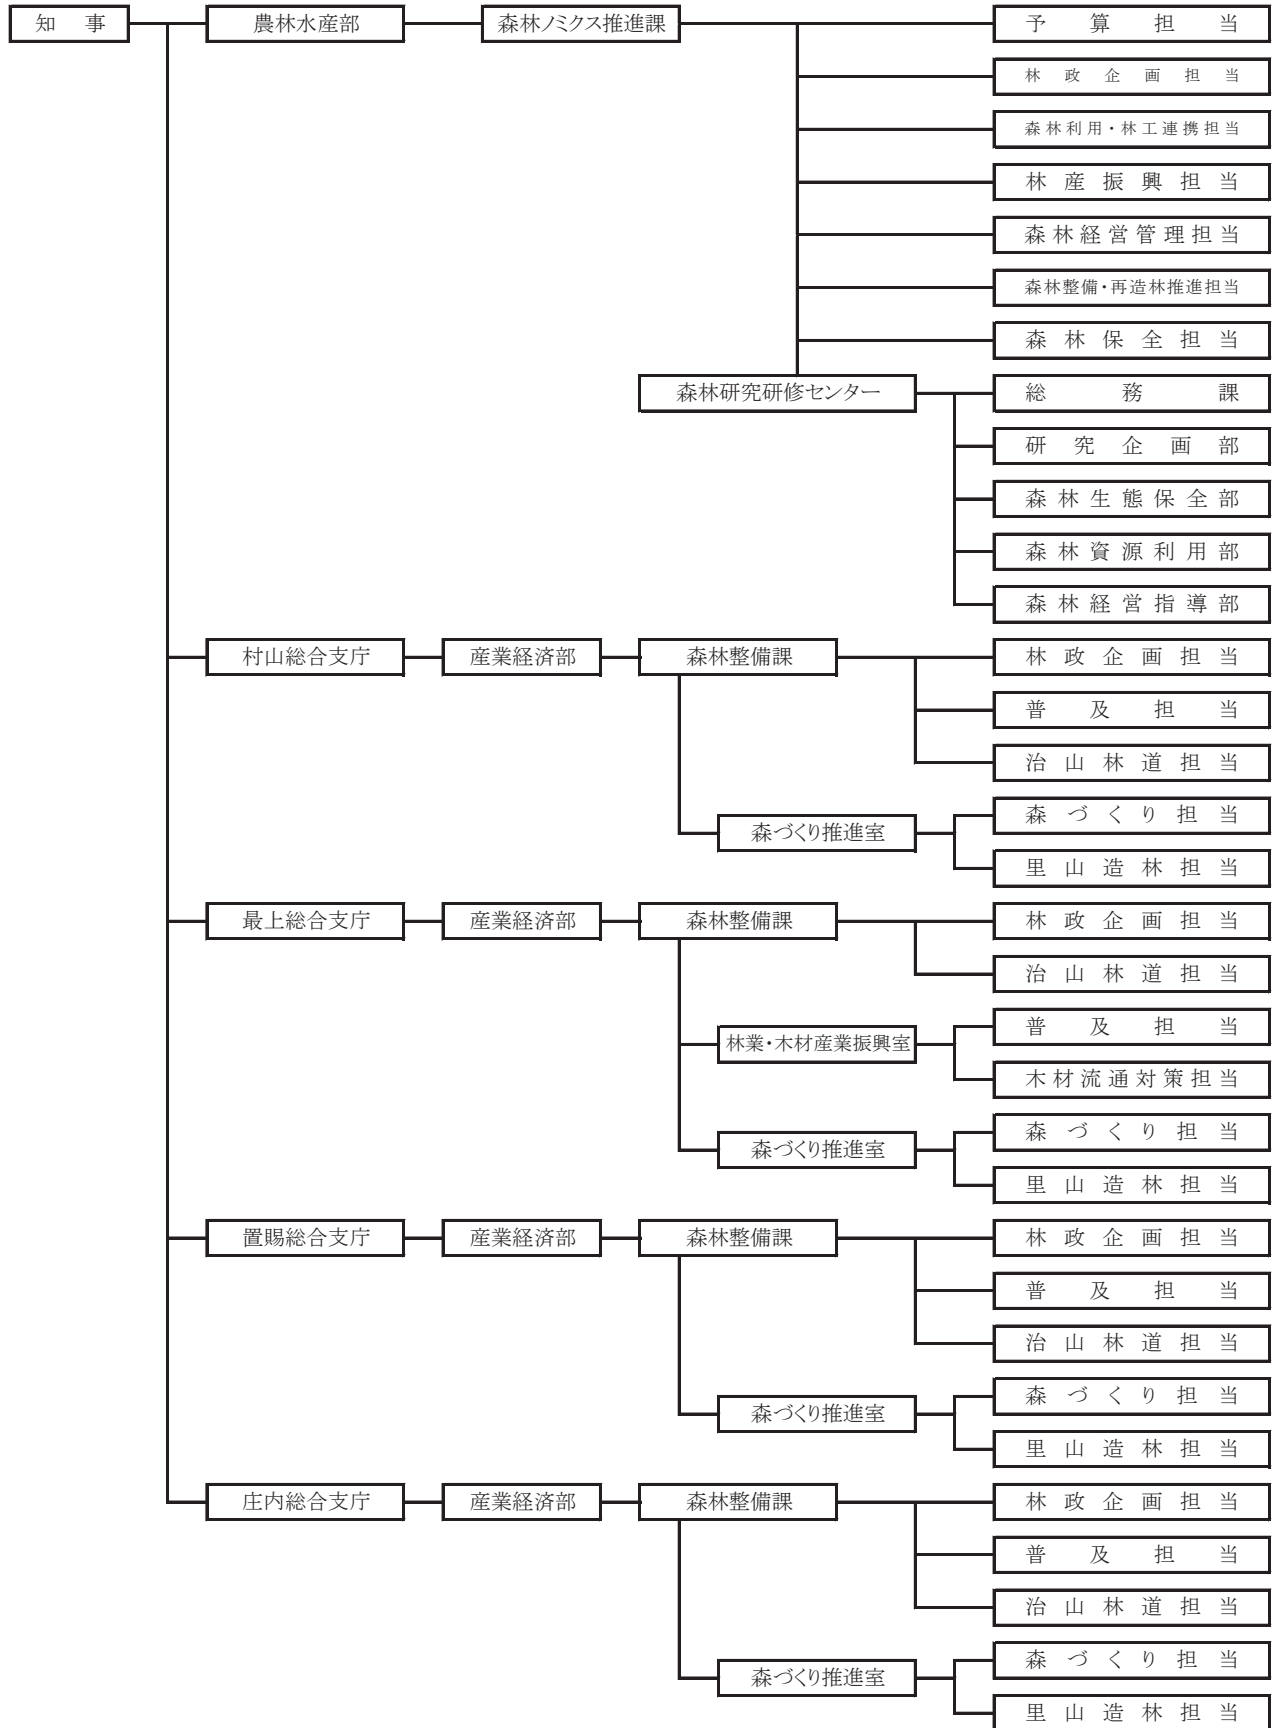 知事 農林水産部 森林ノミクス推進課 予算担当
林政企画担当
森林利用・林工連携担当
林産振興担当
森林経営管理担当
森林整備・再造林推進担当
森林保全担当
森林研究研修センター 総務課
研究企画部
森林生態保全部
森林資源利用部
森林経営指導部
村山総合支庁 産業経済部 森林整備課 林政企画担当
普及担当
治山林道担当
森づくり担当
森づくり推進室
里山造林担当
最上総合支庁 産業経済部 森林整備課 林政企画担当
治山林道担当
普及担当
林業・木材産業振興室
木材流通対策担当
森づくり担当
森づくり推進室
里山造林担当
置賜総合支庁 産業経済部 森林整備課 林政企画担当
普及担当
治山林道担当
森づくり担当
森づくり推進室
里山造林担当
庄内総合支庁 産業経済部 森林整備課 林政企画担当
普及担当
治山林道担当
森づくり担当
森づくり推進室
里山造林担当